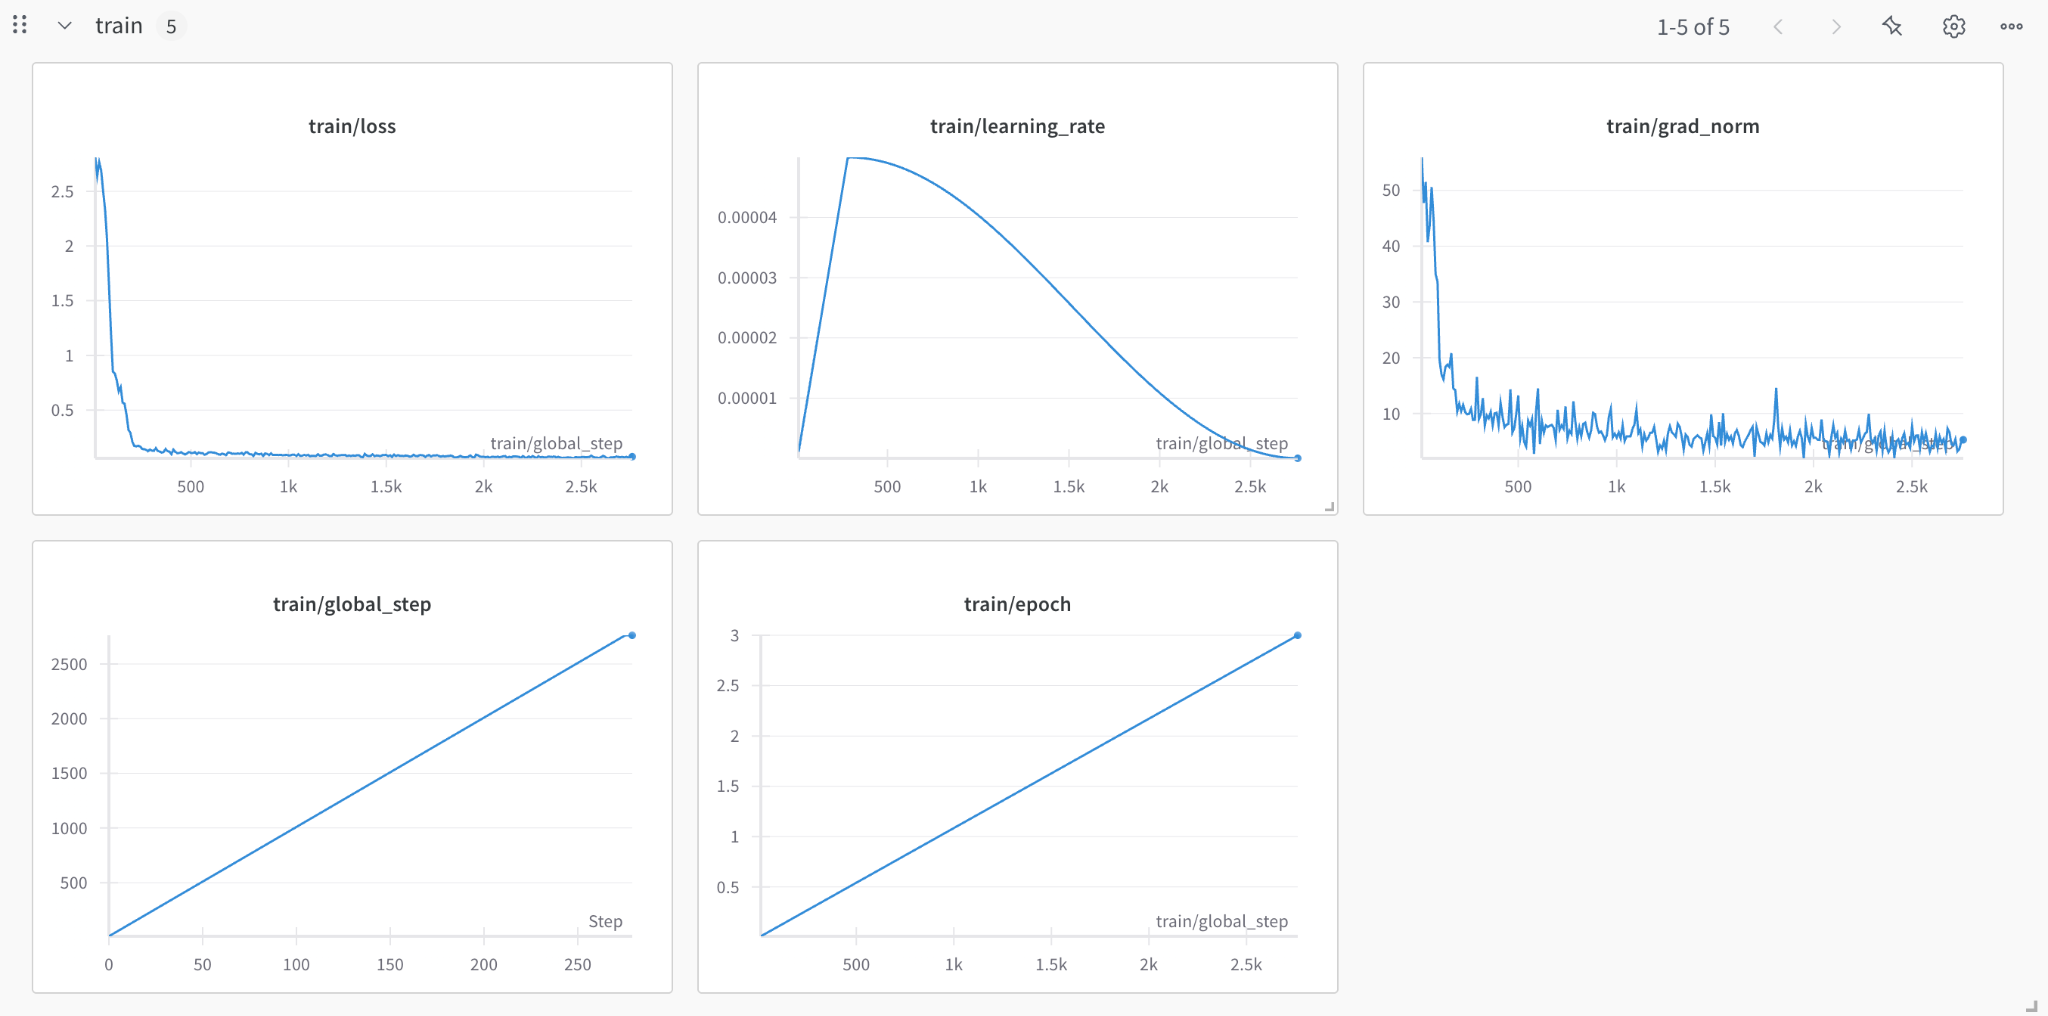 train 5
1-5 of 5
train/loss
2.5
2
1.5
1
0.5
train/global_step
500 1k 1.5k 2k 2.5k
train/learning_rate
0.00004
0.00003
0.00002
0.00001
train/global_step
500 1k 1.5k 2k 2.5k
train/grad_norm
50
40
30
20
10
train/global_step
500 1k 1.5k 2k 2.5k
train/global_step
2500
2000
1500
1000
500
Step
0 50 100 150 200 250
train/epoch
3
2.5
2
1.5
1
0.5
train/global_step
500 1k 1.5k 2k 2.5k